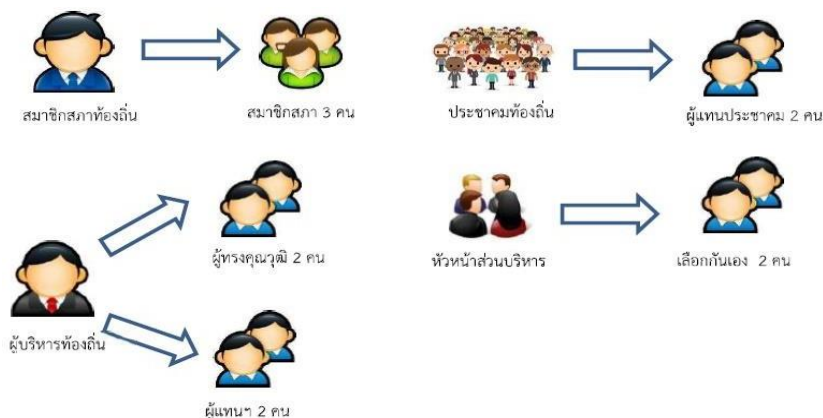 สมาชิกสภาท้องถิ่น
สมาชิกสภา 3 คน
ประชาคมท้องถิ่น
ผู้แทนประชาคม 2 คน
ผู้ทรงคุณวุฒิ 2 คน
หัวหน้าส่วนบริหาร
เลือกกันเอง 2 คน
ผู้บริหารท้องถิ่น
ผู้แทนฯ 2 คน